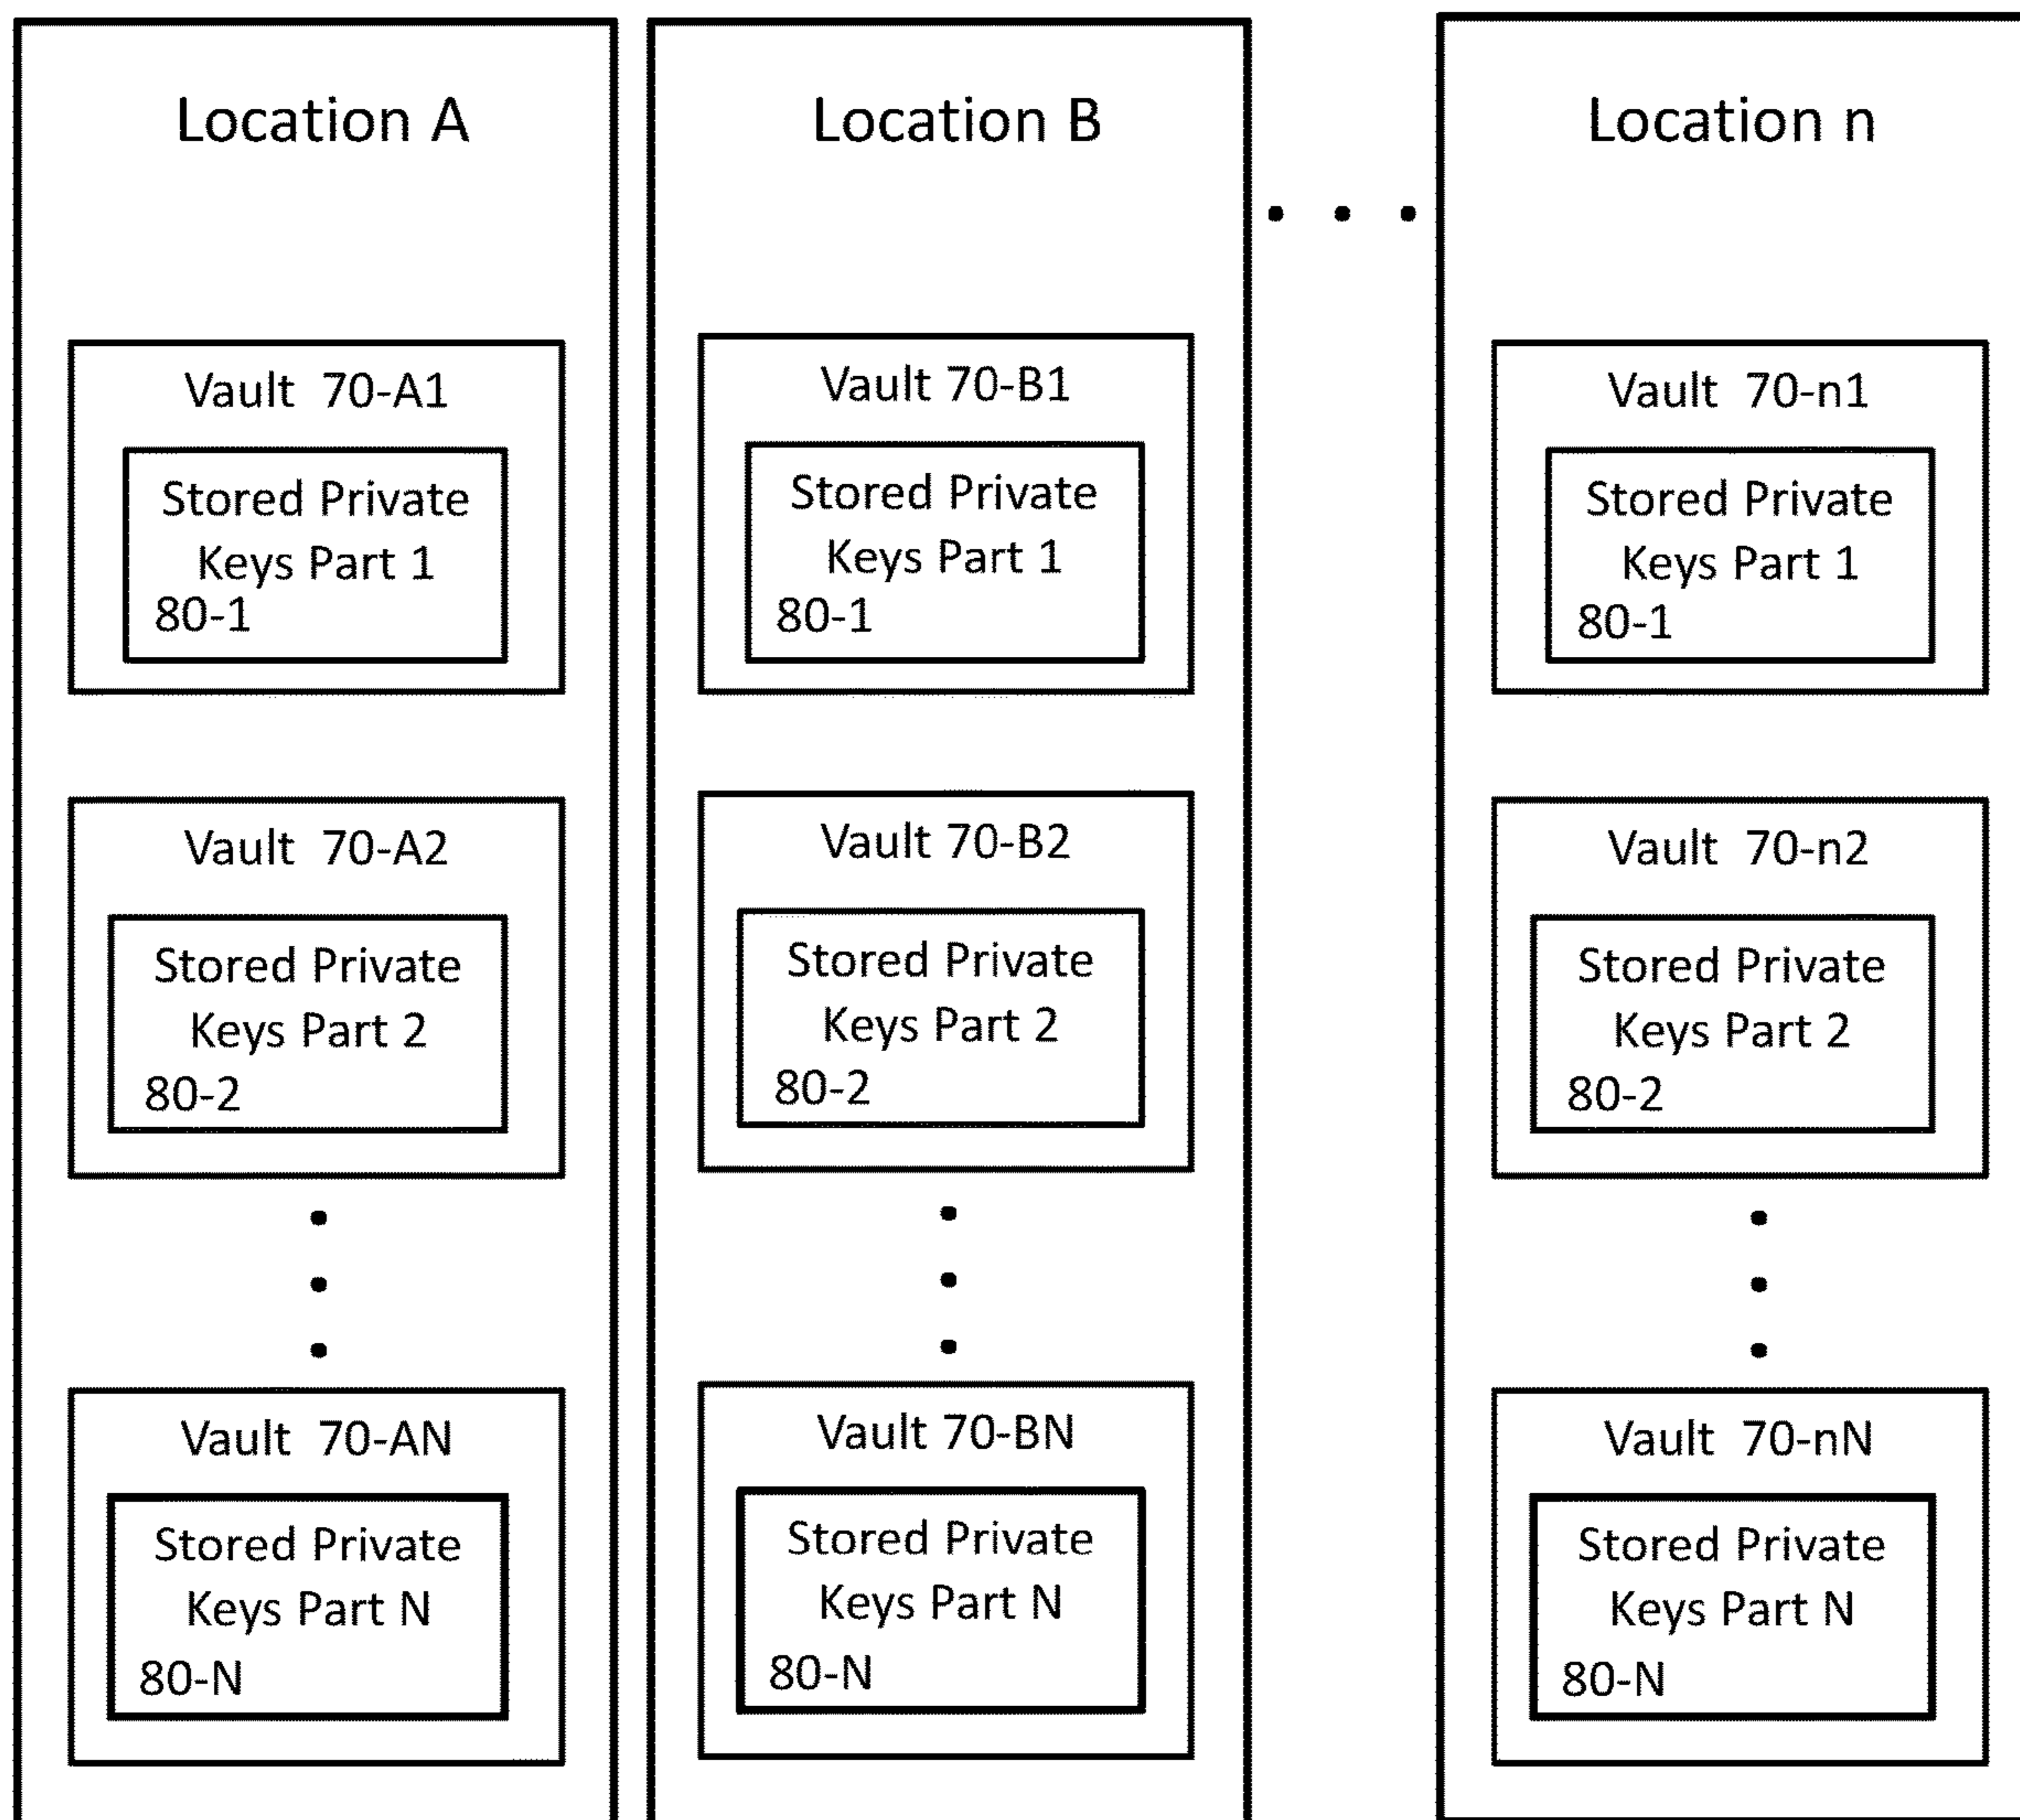 Location A
Vault 70-A1
Stored Private
Keys Part 1
80-1
Vault 70-A2
Stored Private
Keys Part 2
80-2
Vault 70-AN
Stored Private
Keys Part N
80-N
Location B
Vault 70-B1
Stored Private
Keys Part 1
80-1
Vault 70-B2
Stored Private
Keys Part 2
80-2
Vault 70-BN
Stored Private
Keys Part N
80-N
Location n
Vault 70-n1
Stored Private
Keys Part 1
80-1
Vault 70-n2
Stored Private
Keys Part 2
80-2
Vault 70-nN
Stored Private
Keys Part N
80-N